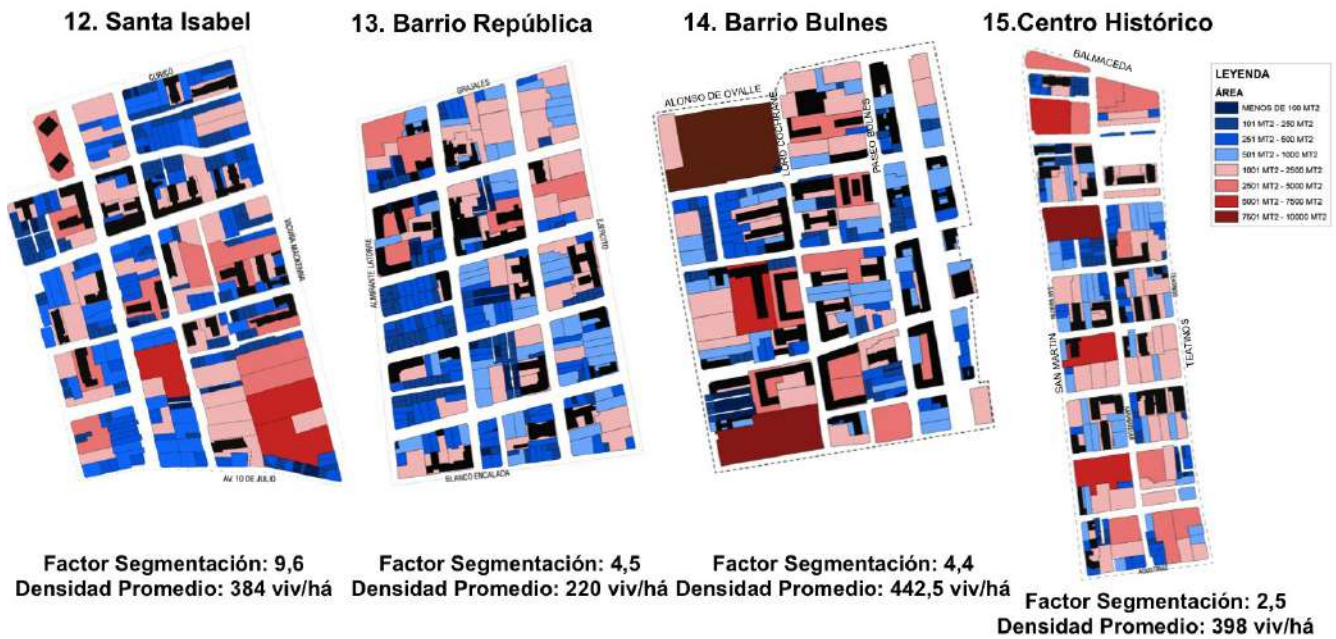 12. Santa Isabel
13. Barrio República
14. Barrio Bulnes
15.Centro Histórico
CURICO
VICUÑA MACKENNA
AV. 10 DE JULIO
GRAJALES
ALMIRANTE LATORRE
EJERCITO
BLANCO ENCALADA
ALONSO DE OVALLE
LORD COCHRANE
PASEO BULNES
BALMACEDA
SAN MARTIN
TEATINOS
LEYENDA
ÁREA
MENOS DE 100 MT2
101 MT2 - 250 MT2
251 MT2 - 500 MT2
501 MT2 - 1000 MT2
1001 MT2 - 2500 MT2
2501 MT2 - 5000 MT2
5001 MT2 - 7500 MT2
7501 MT2 - 10000 MT2
Factor Segmentación: 9,6
Densidad Promedio: 384 viv/há
Factor Segmentación: 4,5
Densidad Promedio: 220 viv/há
Factor Segmentación: 4,4
Densidad Promedio: 442,5 viv/há
Factor Segmentación: 2,5
Densidad Promedio: 398 viv/há